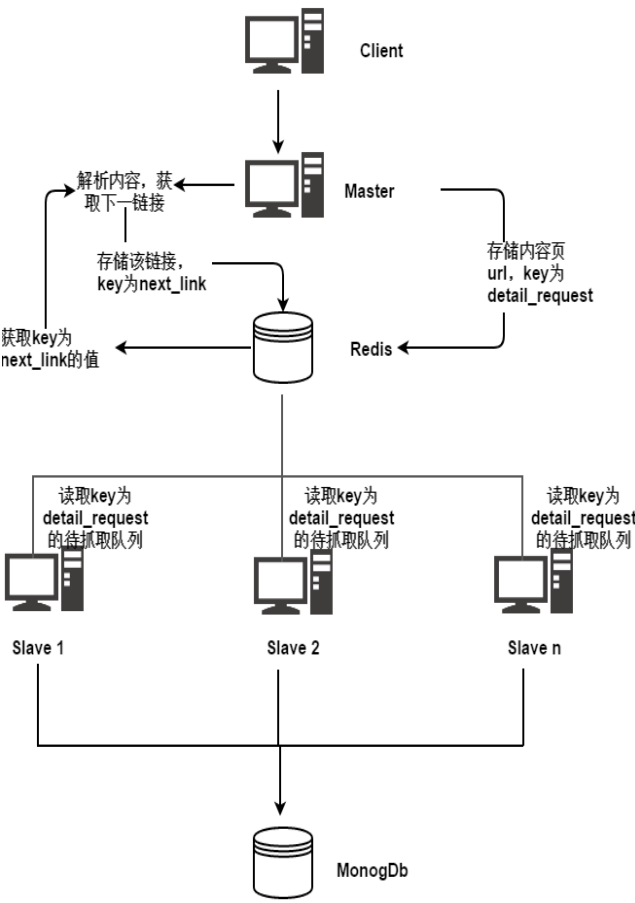 Client
Master
解析内容，获
取下一链接
存储内容页
url，key为
detail_request
存储该链接，
key为next_link
获取key为
next_link的值
Redis
读取key为
detail_request
的待抓取队列
读取key为
detail_request
的待抓取队列
读取key为
detail_request
的待抓取队列
Slave 1
Slave 2
Slave n
MonogDb